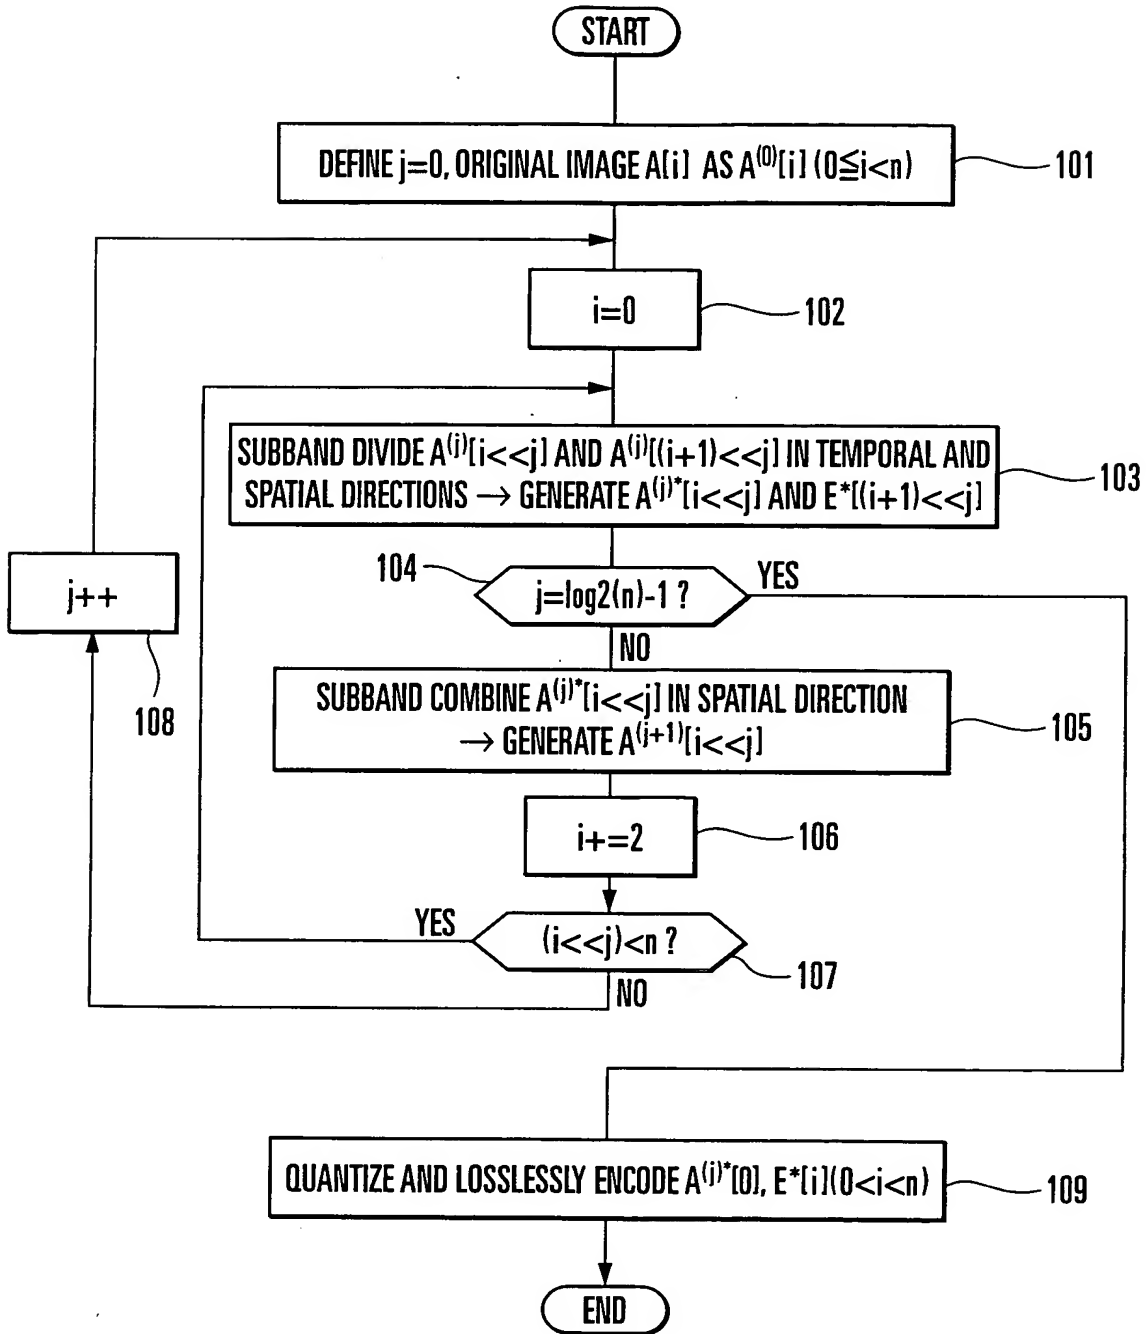 START
DEFINE j=0, ORIGINAL IMAGE A[i] AS A⁽⁰⁾[i] (0≦i<n)
101
i=0
102
SUBBAND DIVIDE A⁽ʲ⁾[i<<j] AND A⁽ʲ⁾[(i+1)<<j] IN TEMPORAL AND
SPATIAL DIRECTIONS → GENERATE A⁽ʲ⁾*[i<<j] AND E*[(i+1)<<j]
103
104
j=log2(n)-1 ?
YES
NO
j++
108
SUBBAND COMBINE A⁽ʲ⁾*[i<<j] IN SPATIAL DIRECTION
→ GENERATE A⁽ʲ⁺¹⁾[i<<j]
105
i+=2
106
YES
(i<<j)<n ?
107
NO
QUANTIZE AND LOSSLESSLY ENCODE A⁽ʲ⁾*[0], E*[i](0<i<n)
109
END